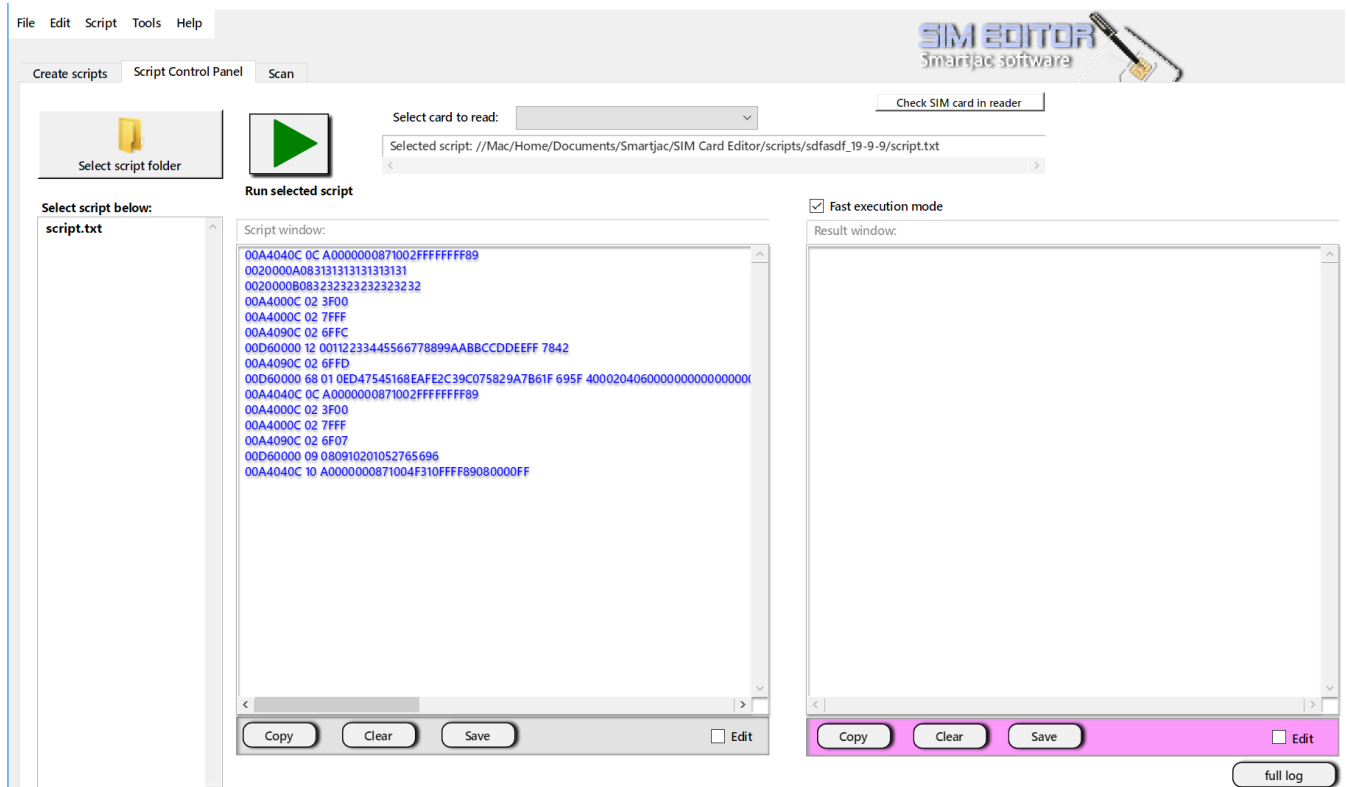 File Edit Script Tools Help
SIM EDITOR
Smartjac software
Create scripts Script Control Panel Scan
Check SIM card in reader
Select card to read:
Select script folder
Selected script: //Mac/Home/Documents/Smartjac/SIM Card Editor/scripts/sdfasdf_19-9-9/script.txt
Run selected script
Select script below:
Fast execution mode
script.txt
Script window:
Result window:
00A4040C 0C A0000000871002FFFFFFFF89
0020000A083131313131313131
0020000B083232323232323232
00A4000C 02 3F00
00A4000C 02 7FFF
00A4090C 02 6FFC
00D60000 12 00112233445566778899AABBCCDDEEFF 7842
00A4090C 02 6FFD
00D60000 68 01 0ED47545168EAFE2C39C075829A7B61F 695F 400020406000000000000000
00A4040C 0C A0000000871002FFFFFFFF89
00A4000C 02 3F00
00A4000C 02 7FFF
00A4090C 02 6F07
00D60000 09 080910201052765696
00A4040C 10 A0000000871004F310FFFF89080000FF
Copy Clear Save Edit
Copy Clear Save Edit
full log